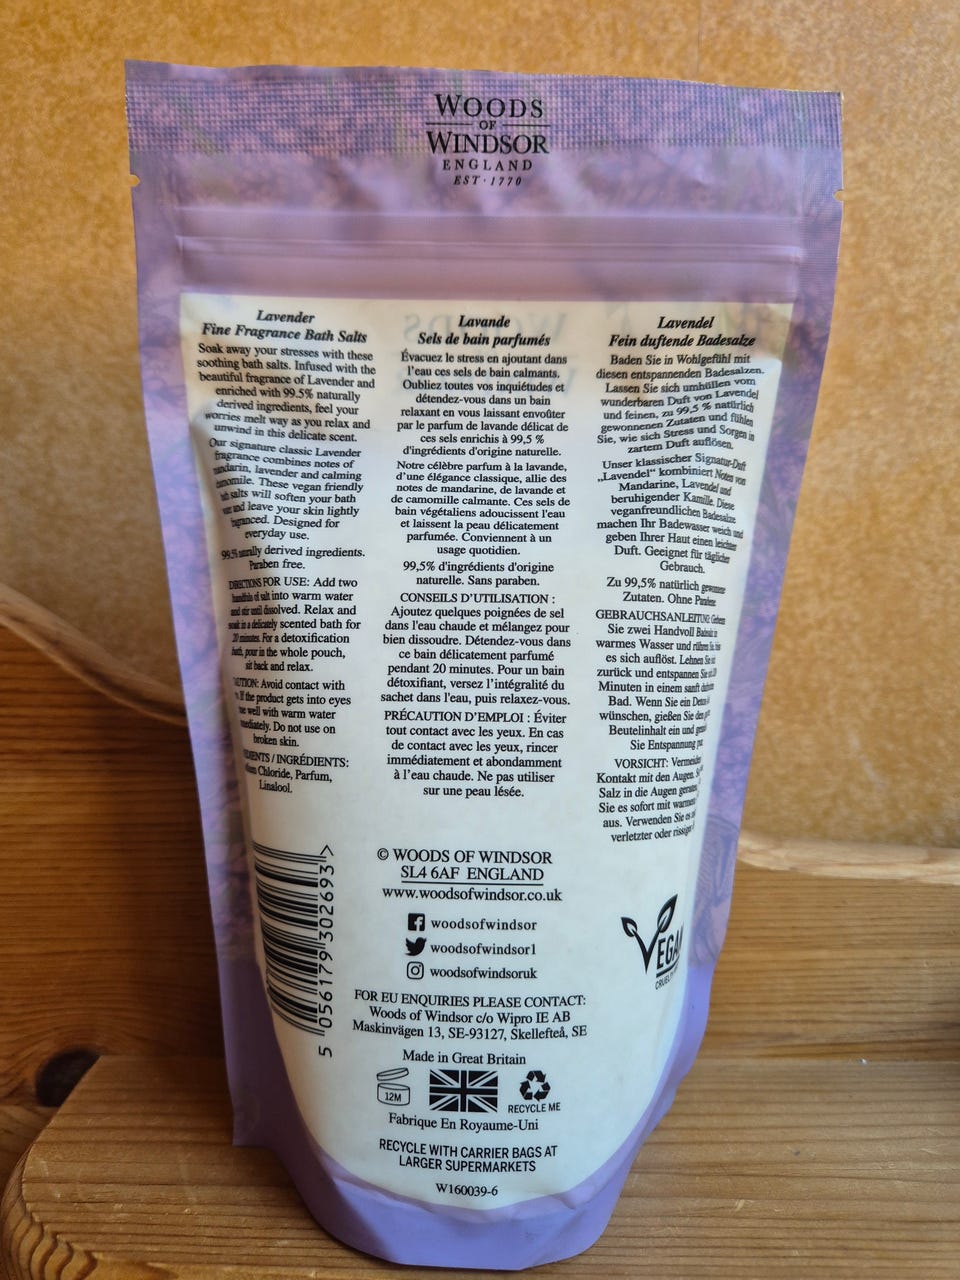 WOODS
OF
WINDSOR
ENGLAND
EST·1770
Lavender
Fine Fragrance Bath Salts
Soak away your stresses with these
soothing bath salts. Infused with the
beautiful fragrance of Lavender and
enriched with 99.5% naturally
derived ingredients, feel your
worries melt way as you relax and
unwind in this delicate scent.
Our signature classic Lavender
fragrance combines notes of
mandarin, lavender and calming
camomile. These vegan friendly
bath salts will soften your bath
water and leave your skin lightly
fragranced. Designed for
everyday use.
99.5% naturally derived ingredients.
Paraben free.
DIRECTIONS FOR USE: Add two
handfuls of salt into warm water
and stir until dissolved. Relax and
soak in a delicately scented bath for
20 minutes. For a detoxification
bath, pour in the whole pouch,
sit back and relax.
Avoid contact with
If the product gets into eyes
well with warm water
Do not use on
broken skin.
/ INGRÉDIENTS:
Chloride, Parfum,
Linalool.
Lavande
Sels de bain parfumés
Évacuez le stress en ajoutant dans
l'eau ces sels de bain calmants.
Oubliez toutes vos inquiétudes et
détendez-vous dans un bain
relaxant en vous laissant envoûter
par le parfum de lavande délicat de
ces sels enrichis à 99,5 %
d'ingrédients d'origine naturelle.
Notre célèbre parfum à la lavande,
d'une élégance classique, allie des
notes de mandarine, de lavande et
de camomille calmante. Ces sels de
bain végétaliens adoucissent l'eau
et laissent la peau délicatement
parfumée. Conviennent à un
usage quotidien.
99,5% d'ingrédients d'origine
naturelle. Sans paraben.
CONSEILS D'UTILISATION :
Ajoutez quelques poignées de sel
dans l'eau chaude et mélangez pour
bien dissoudre. Détendez-vous dans
ce bain délicatement parfumé
pendant 20 minutes. Pour un bain
détoxifiant, versez l'intégralité du
sachet dans l'eau, puis relaxez-vous.
PRÉCAUTION D'EMPLOI : Éviter
tout contact avec les yeux. En cas
de contact avec les yeux, rincer
immédiatement et abondamment
à l'eau chaude. Ne pas utiliser
sur une peau lésée.
Lavendel
Fein duftende Badesalze
Baden Sie in Wohlgefühl mit
diesen entspannenden Badesalzen.
Lassen Sie sich umhüllen vom
wunderbaren Duft von Lavendel
und feinen, zu 99,5 % natürlich
gewonnenen Zutaten und fühlen
Sie, wie sich Stress und Sorgen in
zartem Duft auflösen.
Unser klassischer Signatur-Duft
„Lavendel" kombiniert Noten von
Mandarine, Lavendel und
beruhigender Kamille. Diese
veganfreundlichen Badesalze
machen Ihr Badewasser weich und
geben Ihrer Haut einen leichten
Duft. Geeignet für täglichen
Gebrauch.
Zu 99,5% natürlich gewonnene
Zutaten. Ohne Parabene
GEBRAUCHSANLEITUNG: Geben
Sie zwei Handvoll Badesalz in
warmes Wasser und rühren Sie, bis
es sich auflöst. Lehnen Sie
zurück und entspannen Sie
Minuten in einem sanft
Bad. Wenn Sie ein
wünschen, gießen Sie den
Beutelinhalt ein und
Sie Entspannung
VORSICHT: Vermeiden
Kontakt mit den Augen.
Salz in die Augen
Sie es sofort mit warmem
aus. Verwenden Sie es
verletzter oder rissiger
5 056179 302693 >
© WOODS OF WINDSOR
SL4 6AF ENGLAND
www.woodsofwindsor.co.uk
woodsofwindsor
woodsofwindsor1
woodsofwindsoruk
VEGAN
CRUELTY
FOR EU ENQUIRIES PLEASE CONTACT:
Woods of Windsor c/o Wipro IE AB
Maskinvägen 13, SE-93127, Skellefteå, SE
Made in Great Britain
12M
RECYCLE ME
Fabrique En Royaume-Uni
RECYCLE WITH CARRIER BAGS AT
LARGER SUPERMARKETS
W160039-6